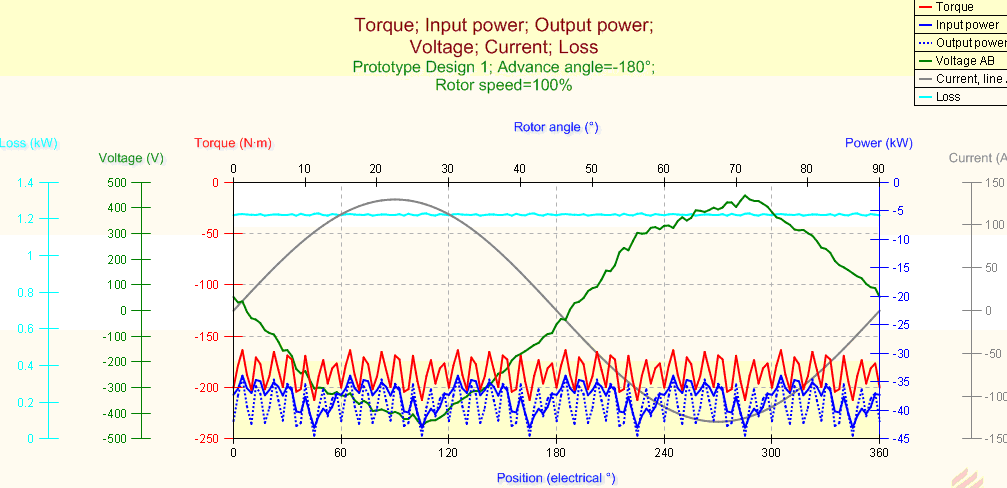 Torque; Input power; Output power;
Voltage; Current; Loss
Prototype Design 1; Advance angle=-180°;
Rotor speed=100%
Torque
Input power
Output power
Voltage AB
Current, line
Loss
Rotor angle (°)
Loss (kW)
Torque (N·m)
Power (kW)
Voltage (V)
Current (A
0 10 20 30 40 50 60 70 80 90
1.4
1.2
1
0.8
0.6
0.4
0.2
0
500
400
300
200
100
0
-100
-200
-300
-400
-500
0
-50
-100
-150
-200
-250
0
-5
-10
-15
-20
-25
-30
-35
-40
-45
150
100
50
0
-50
-100
-150
0 60 120 180 240 300 360
Position (electrical °)